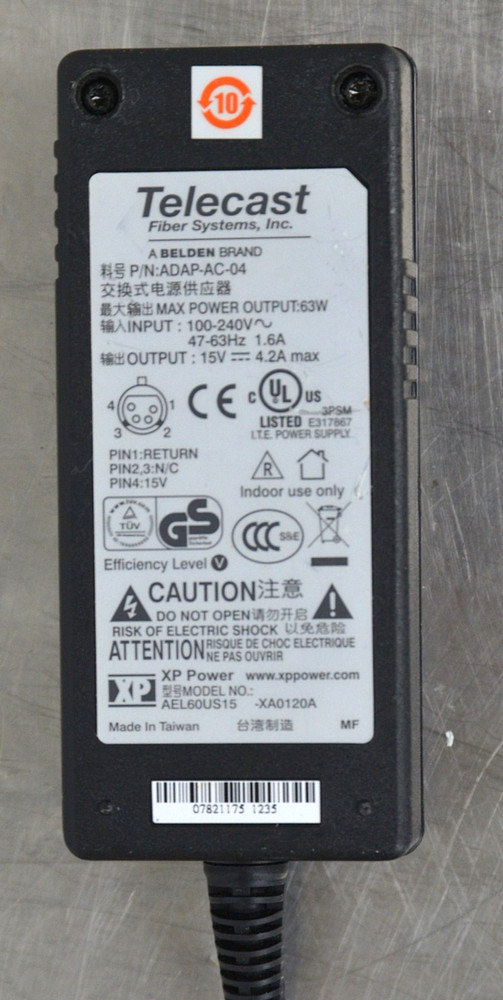 10
Telecast
Fiber Systems, Inc.
A BELDEN BRAND
料号 P/N:ADAP-AC-04
交換式电源供应器
最大输出 MAX POWER OUTPUT:63W
输入INPUT : 100-240V～
47-63Hz 1.6A
输出OUTPUT : 15V ⎓ 4.2A max
4 1
3 2
CE c UL US
3PSM
LISTED E317867
I.T.E. POWER SUPPLY
PIN1:RETURN
PIN2,3:N/C
PIN4:15V
R
Indoor use only
TÜV GS CCC S&E
Efficiency Level V
CAUTION注意
DO NOT OPEN请勿开启
RISK OF ELECTRIC SHOCK 以免危险
ATTENTION RISQUE DE CHOC ELECTRIQUE
NE PAS OUVRIR
XP XP Power www.xppower.com
型号MODEL NO.:
AEL60US15 -XA0120A
Made In Taiwan 台湾制造 MF
07821175 1235